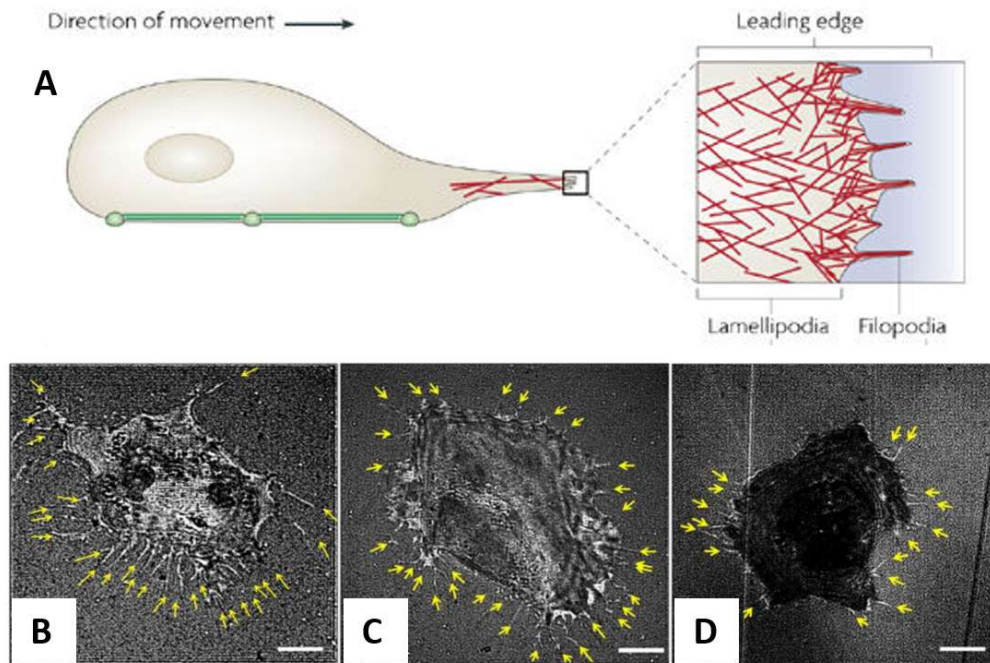 Direction of movement
Leading edge
A
Lamellipodia
Filopodia
B
C
D